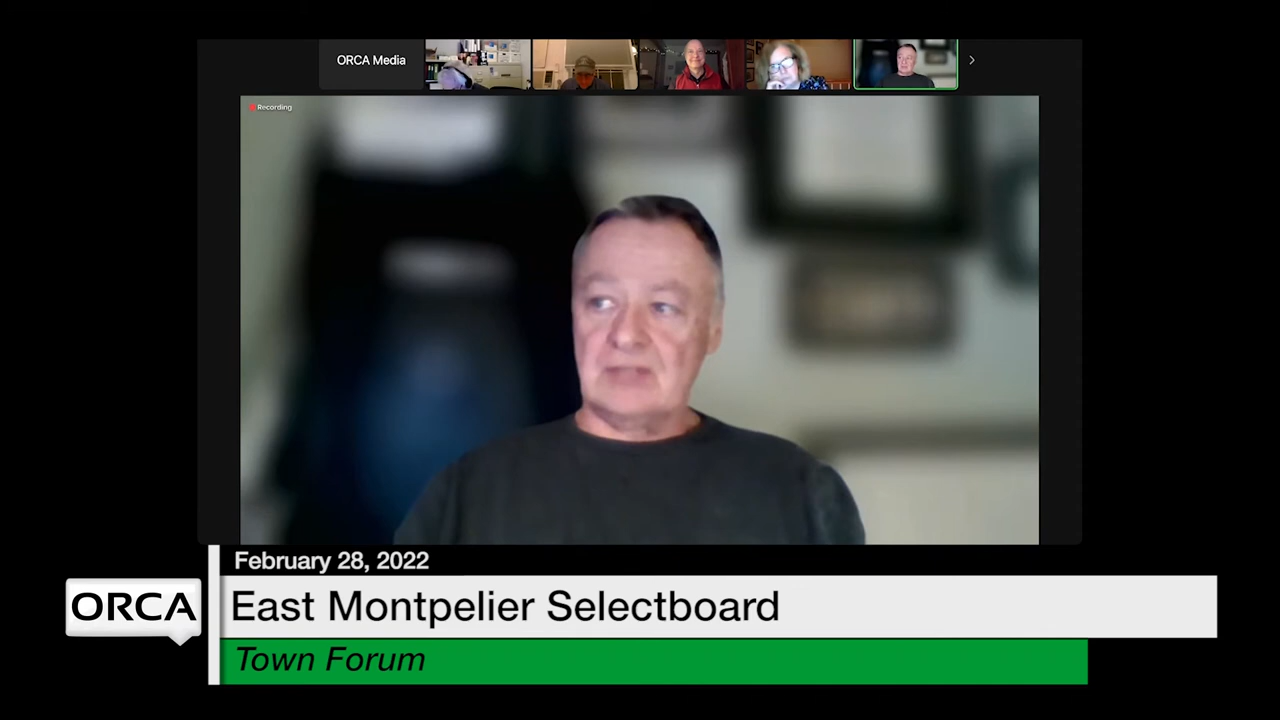 ORCA Media
Recording
February 28, 2022
ORCA
East Montpelier Selectboard
Town Forum